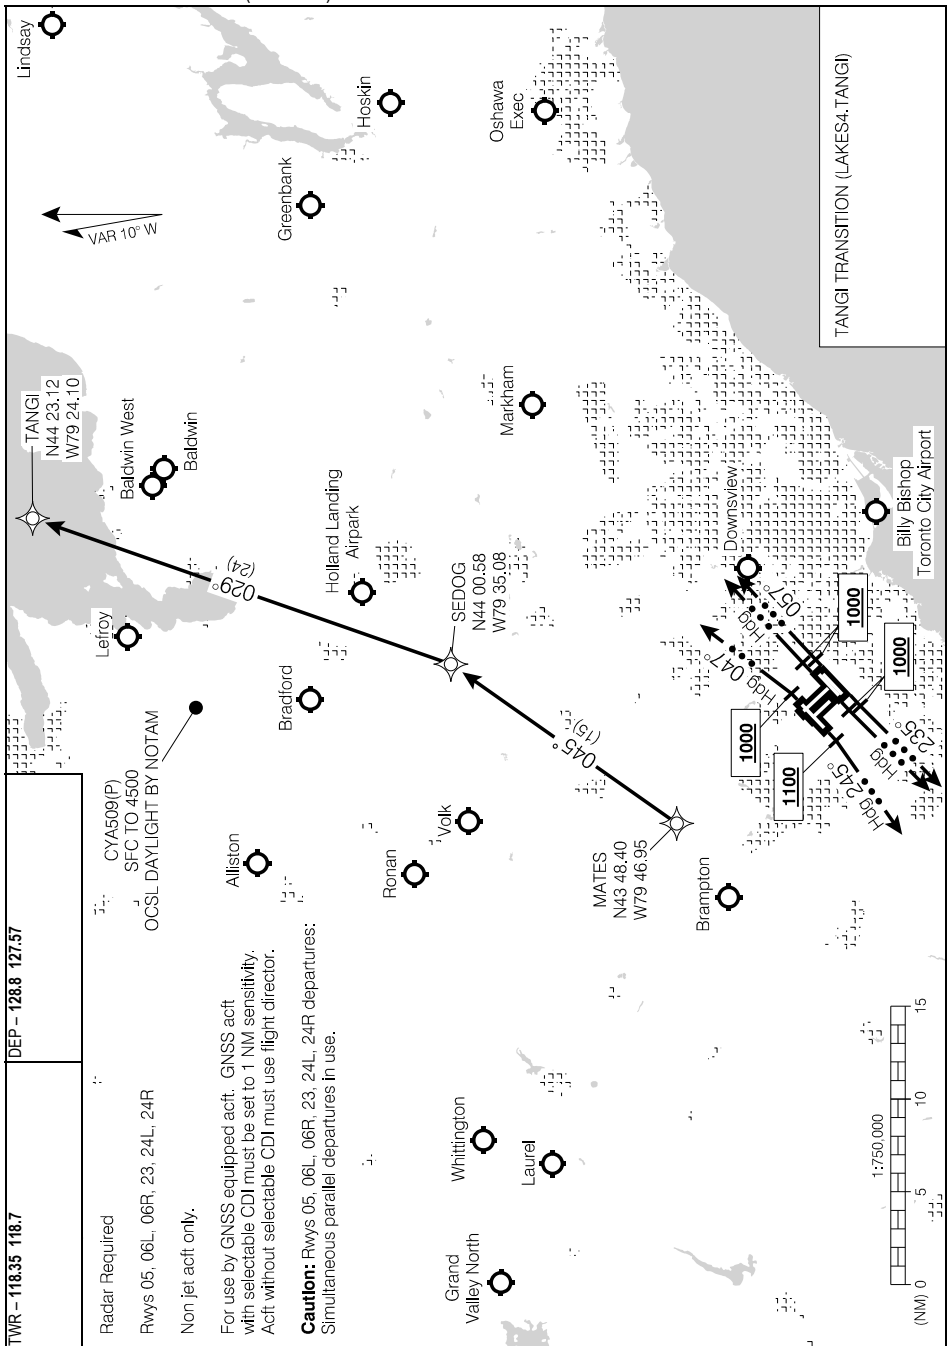 TWR – 118.35 118.7
DEP – 128.8 127.57
Radar Required
Rwys 05, 06L, 06R, 23, 24L, 24R
Non jet acft only.
For use by GNSS equipped acft. GNSS acft
with selectable CDI must be set to 1 NM sensitivity.
Acft without selectable CDI must use flight director.
Caution: Rwys 05, 06L, 06R, 23, 24L, 24R departures:
Simultaneous parallel departures in use.
CYA509(P)
SFC TO 4500
OCSL DAYLIGHT BY NOTAM
Lindsay
VAR 10° W
TANGI
N44 23.12
W79 24.10
Baldwin West
Baldwin
Lefroy
Hoskin
Greenbank
Oshawa
Exec
029°
(24)
Holland Landing
Airpark
Bradford
Alliston
Markham
SEDOG
N44 00.58
W79 35.08
Volk
Ronan
045°
(15)
MATES
N43 48.40
W79 46.95
Brampton
Whittington
Laurel
Grand
Valley North
Downsview
Billy Bishop
Toronto City Airport
Hdg 047°
Hdg 057°
1000
1000
1000
1100
Hdg 245°
Hdg 235°
1:750,000
(NM) 0 5 10 15
TANGI TRANSITION (LAKES4.TANGI)